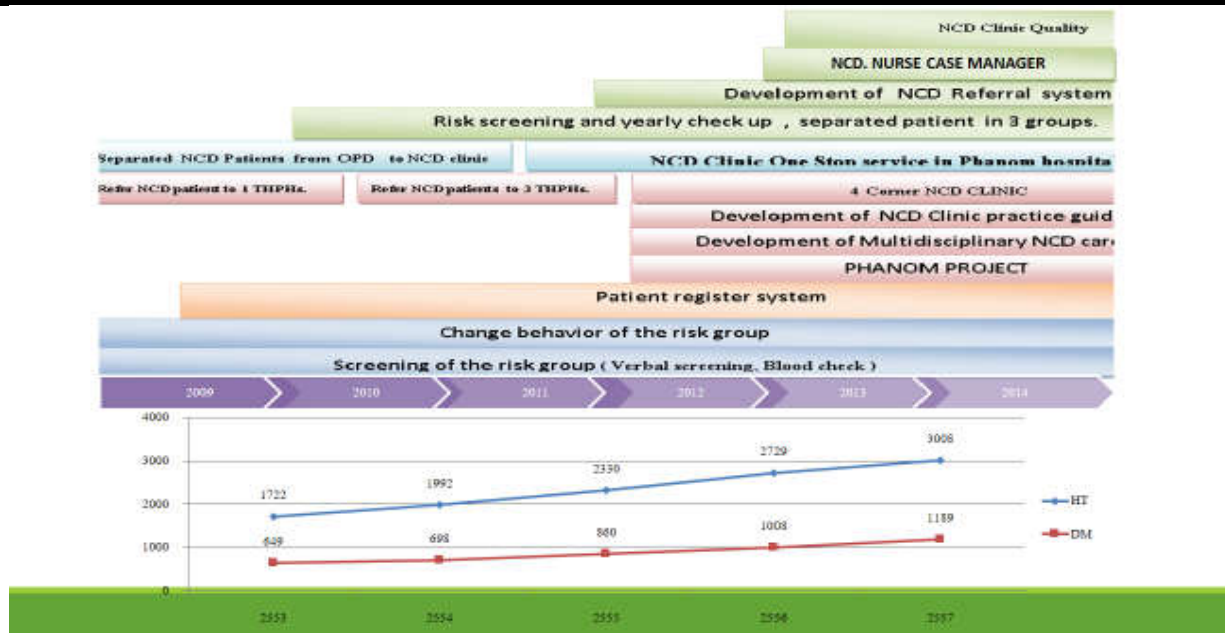 NCD Clinic Quality
NCD. NURSE CASE MANAGER
Development of NCD Referral system
Risk screening and yearly check up , separated patient in 3 groups.
Separated NCD Patients from OPD to NCD clinic
NCD Clinic One Stop service in Phanom hospita
Refer NCD patient to 1 THPHs.
Refer NCD patients to 3 THPHs.
4 Corner NCD CLINIC
Development of NCD Clinic practice guid
Development of Multidisciplinary NCD car
PHANOM PROJECT
Patient register system
Change behavior of the risk group
Screening of the risk group ( Verbal screening, Blood check )
2009 2010 2011 2012 2013 2014
4000
3000
2000
1000
0
1722 1992 2330 2729 3008
649 698 860 1008 1189
HT
DM
2553 2554 2555 2556 2557